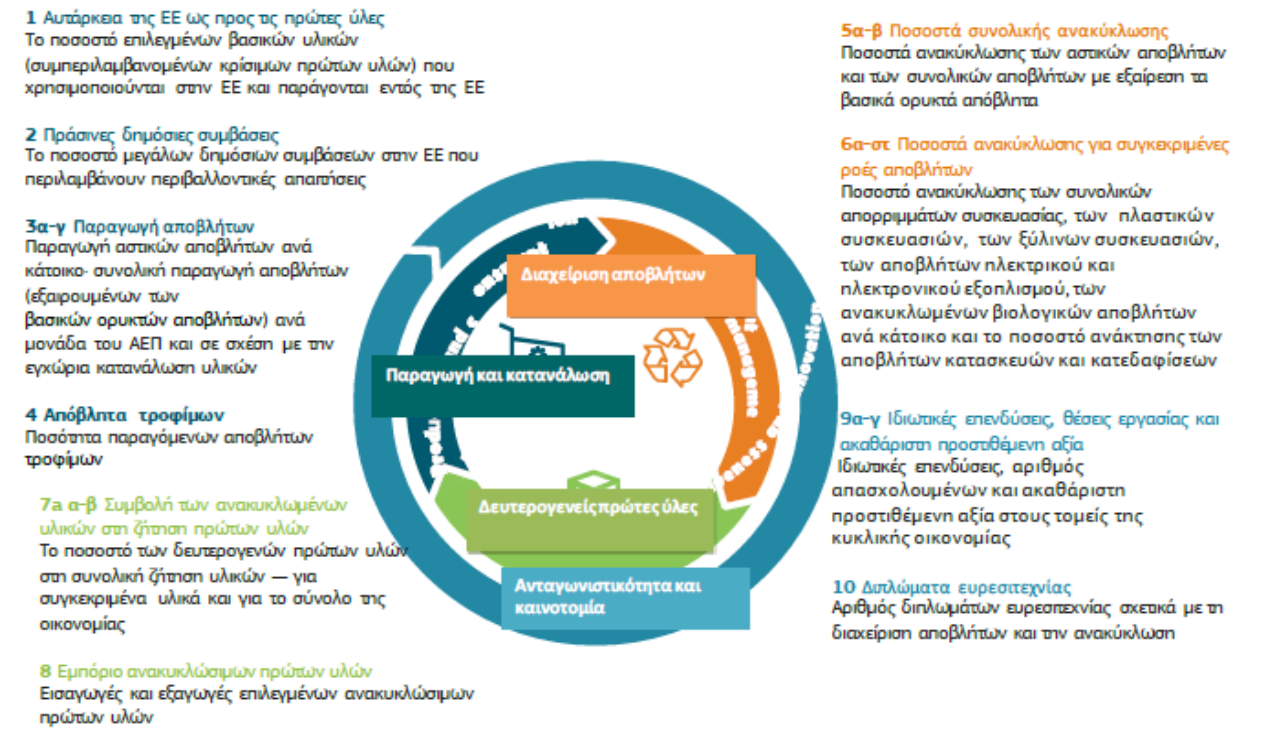 1 Αυτάρκεια της ΕΕ ως προς τις πρώτες ύλες
Το ποσοστό επιλεγμένων βασικών υλικών
(συμπεριλαμβανομένων κρίσιμων πρώτων υλών) που
χρησιμοποιούνται στην ΕΕ και παράγονται εντός της ΕΕ
2 Πράσινες δημόσιες συμβάσεις
Το ποσοστό μεγάλων δημόσιων συμβάσεων στην ΕΕ που
περιλαμβάνουν περιβαλλοντικές απαιτήσεις
3α-γ Παραγωγή αποβλήτων
Παραγωγή αστικών αποβλήτων ανά
κάτοικο· συνολική παραγωγή αποβλήτων
(εξαιρουμένων των
βασικών ορυκτών αποβλήτων) ανά
μονάδα του ΑΕΠ και σε σχέση με την
εγχώρια κατανάλωση υλικών
4 Απόβλητα τροφίμων
Ποσότητα παραγόμενων αποβλήτων
τροφίμων
7a α-β Συμβολή των ανακυκλωμένων
υλικών στη ζήτηση πρώτων υλών
Το ποσοστό των δευτερογενών πρώτων υλών
στη συνολική ζήτηση υλικών — για
συγκεκριμένα υλικά και για το σύνολο της
οικονομίας
8 Εμπόριο ανακυκλώσιμων πρώτων υλών
Εισαγωγές και εξαγωγές επιλεγμένων ανακυκλώσιμων
πρώτων υλών
Διαχείριση αποβλήτων
Παραγωγή και κατανάλωση
Δευτερογενείς πρώτες ύλες
Ανταγωνιστικότητα και
καινοτομία
5α-β Ποσοστά συνολικής ανακύκλωσης
Ποσοστά ανακύκλωσης των αστικών αποβλήτων
και των συνολικών αποβλήτων με εξαίρεση τα
βασικά ορυκτά απόβλητα
6α-στ Ποσοστά ανακύκλωσης για συγκεκριμένες
ροές αποβλήτων
Ποσοστό ανακύκλωσης των συνολικών
απορριμμάτων συσκευασίας, των πλαστικών
συσκευασιών, των ξύλινων συσκευασιών,
των αποβλήτων ηλεκτρικού και
ηλεκτρονικού εξοπλισμού, των
ανακυκλωμένων βιολογικών αποβλήτων
ανά κάτοικο και το ποσοστό ανάκτησης των
αποβλήτων κατασκευών και κατεδαφίσεων
9α-γ Ιδιωτικές επενδύσεις, θέσεις εργασίας και
ακαθάριστη προστιθέμενη αξία
Ιδιωτικές επενδύσεις, αριθμός
απασχολουμένων και ακαθάριστη
προστιθέμενη αξία στους τομείς της
κυκλικής οικονομίας
10 Διπλώματα ευρεσιτεχνίας
Αριθμός διπλωμάτων ευρεσιτεχνίας σχετικά με τη
διαχείριση αποβλήτων και την ανακύκλωση